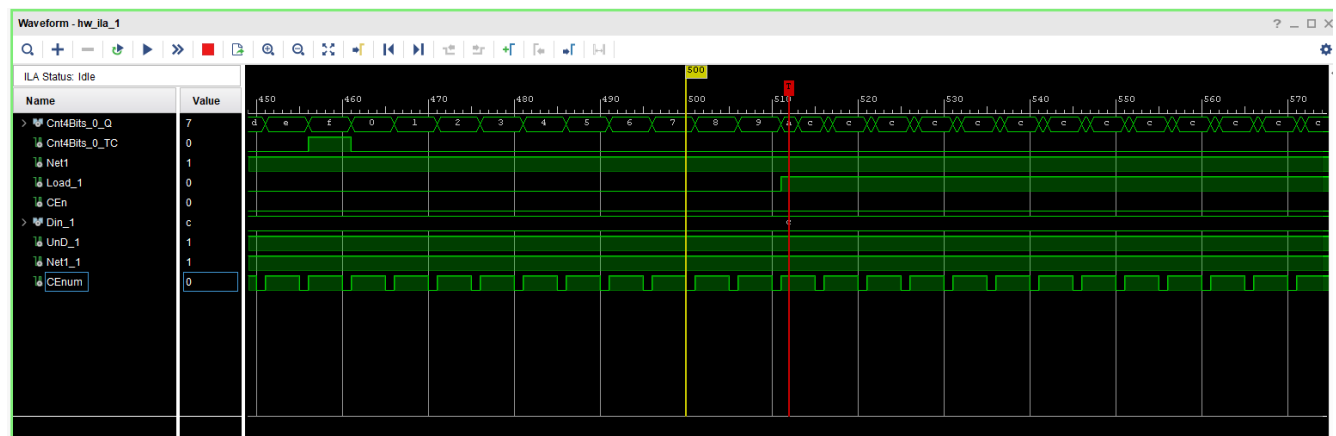 Waveform - hw_ila_1
ILA Status: Idle
500
T
Name Value
450 460 470 480 490 500 510 520 530 540 550 560 570
Cnt4Bits_0_Q 7 d e f 0 1 2 3 4 5 6 7 8 9 a c c c c c c c c c c c c c
Cnt4Bits_0_TC 0
Net1 1
Load_1 0
CEn 0
Din_1 c c
UnD_1 1
Net1_1 1
CEnum 0